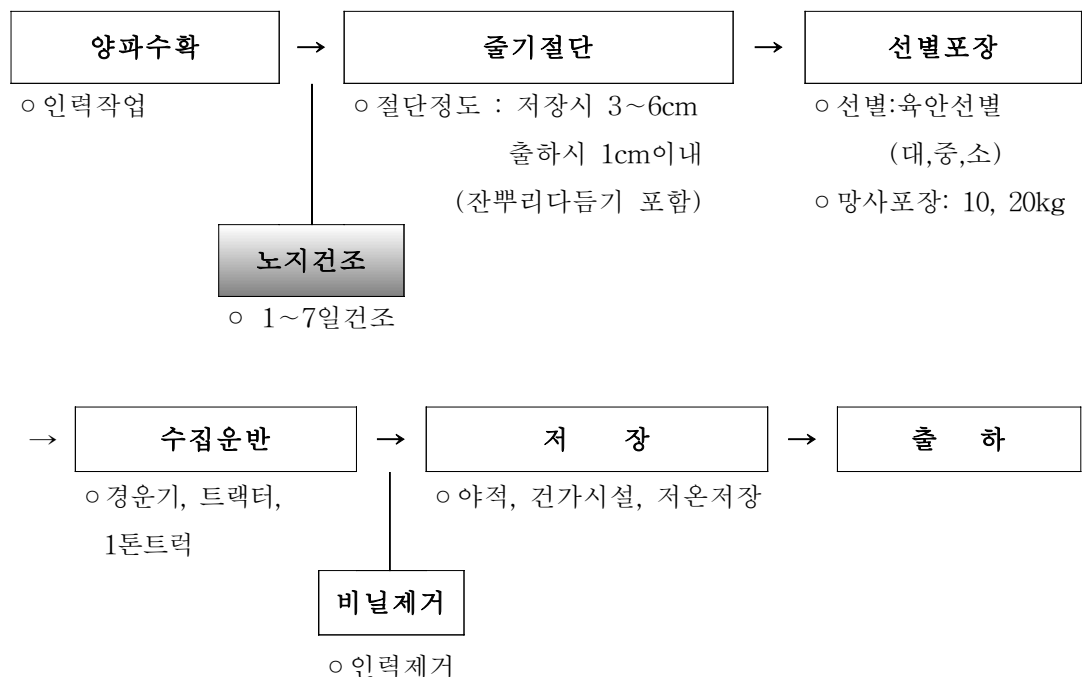 양파수확 → 줄기절단 → 선별포장
○ 인력작업
○ 절단정도 : 저장시 3~6cm
출하시 1cm이내
(잔뿌리다듬기 포함)
○ 선별:육안선별
(대,중,소)
○ 망사포장: 10, 20kg
노지건조
○ 1~7일건조
→ 수집운반 → 저 장 → 출 하
○ 경운기, 트랙터,
1톤트럭
○ 야적, 건가시설, 저온저장
비닐제거
○ 인력제거